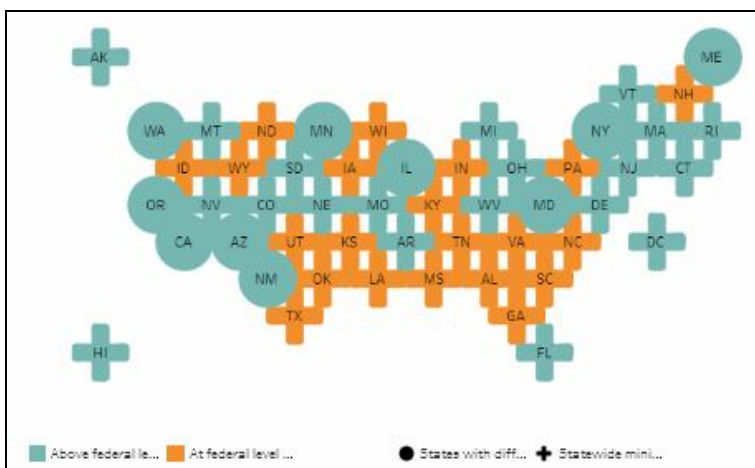 AK ME
VT NH
WA MT ND MN WI MI NY MA RI
ID WY SD IA IL IN OH PA NJ CT
OR NV CO NE MO KY WV MD DE
CA AZ UT KS AR TN VA NC DC
NM OK LA MS AL SC
TX GA
HI FL
Above federal le... At federal level ... States with diff... Statewide mini...